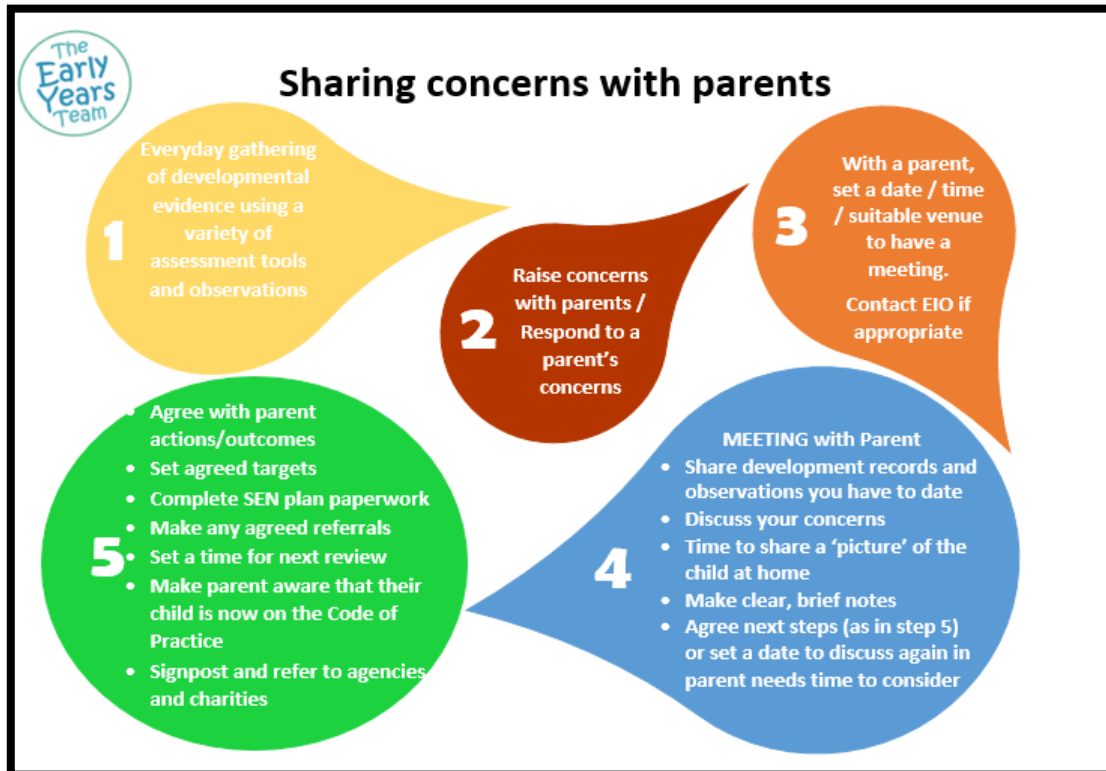 The
Early
Years
Team
Sharing concerns with parents
1
Everyday gathering
of developmental
evidence using a
variety of
assessment tools
and observations
2
Raise concerns
with parents /
Respond to a
parent's
concerns
3
With a parent,
set a date / time
/ suitable venue
to have a
meeting.
Contact EIO if
appropriate
4
MEETING with Parent
• Share development records and
observations you have to date
• Discuss your concerns
• Time to share a 'picture' of the
child at home
• Make clear, brief notes
• Agree next steps (as in step 5)
or set a date to discuss again in
parent needs time to consider
5
• Agree with parent
actions/outcomes
• Set agreed targets
• Complete SEN plan paperwork
• Make any agreed referrals
• Set a time for next review
• Make parent aware that their
child is now on the Code of
Practice
• Signpost and refer to agencies
and charities